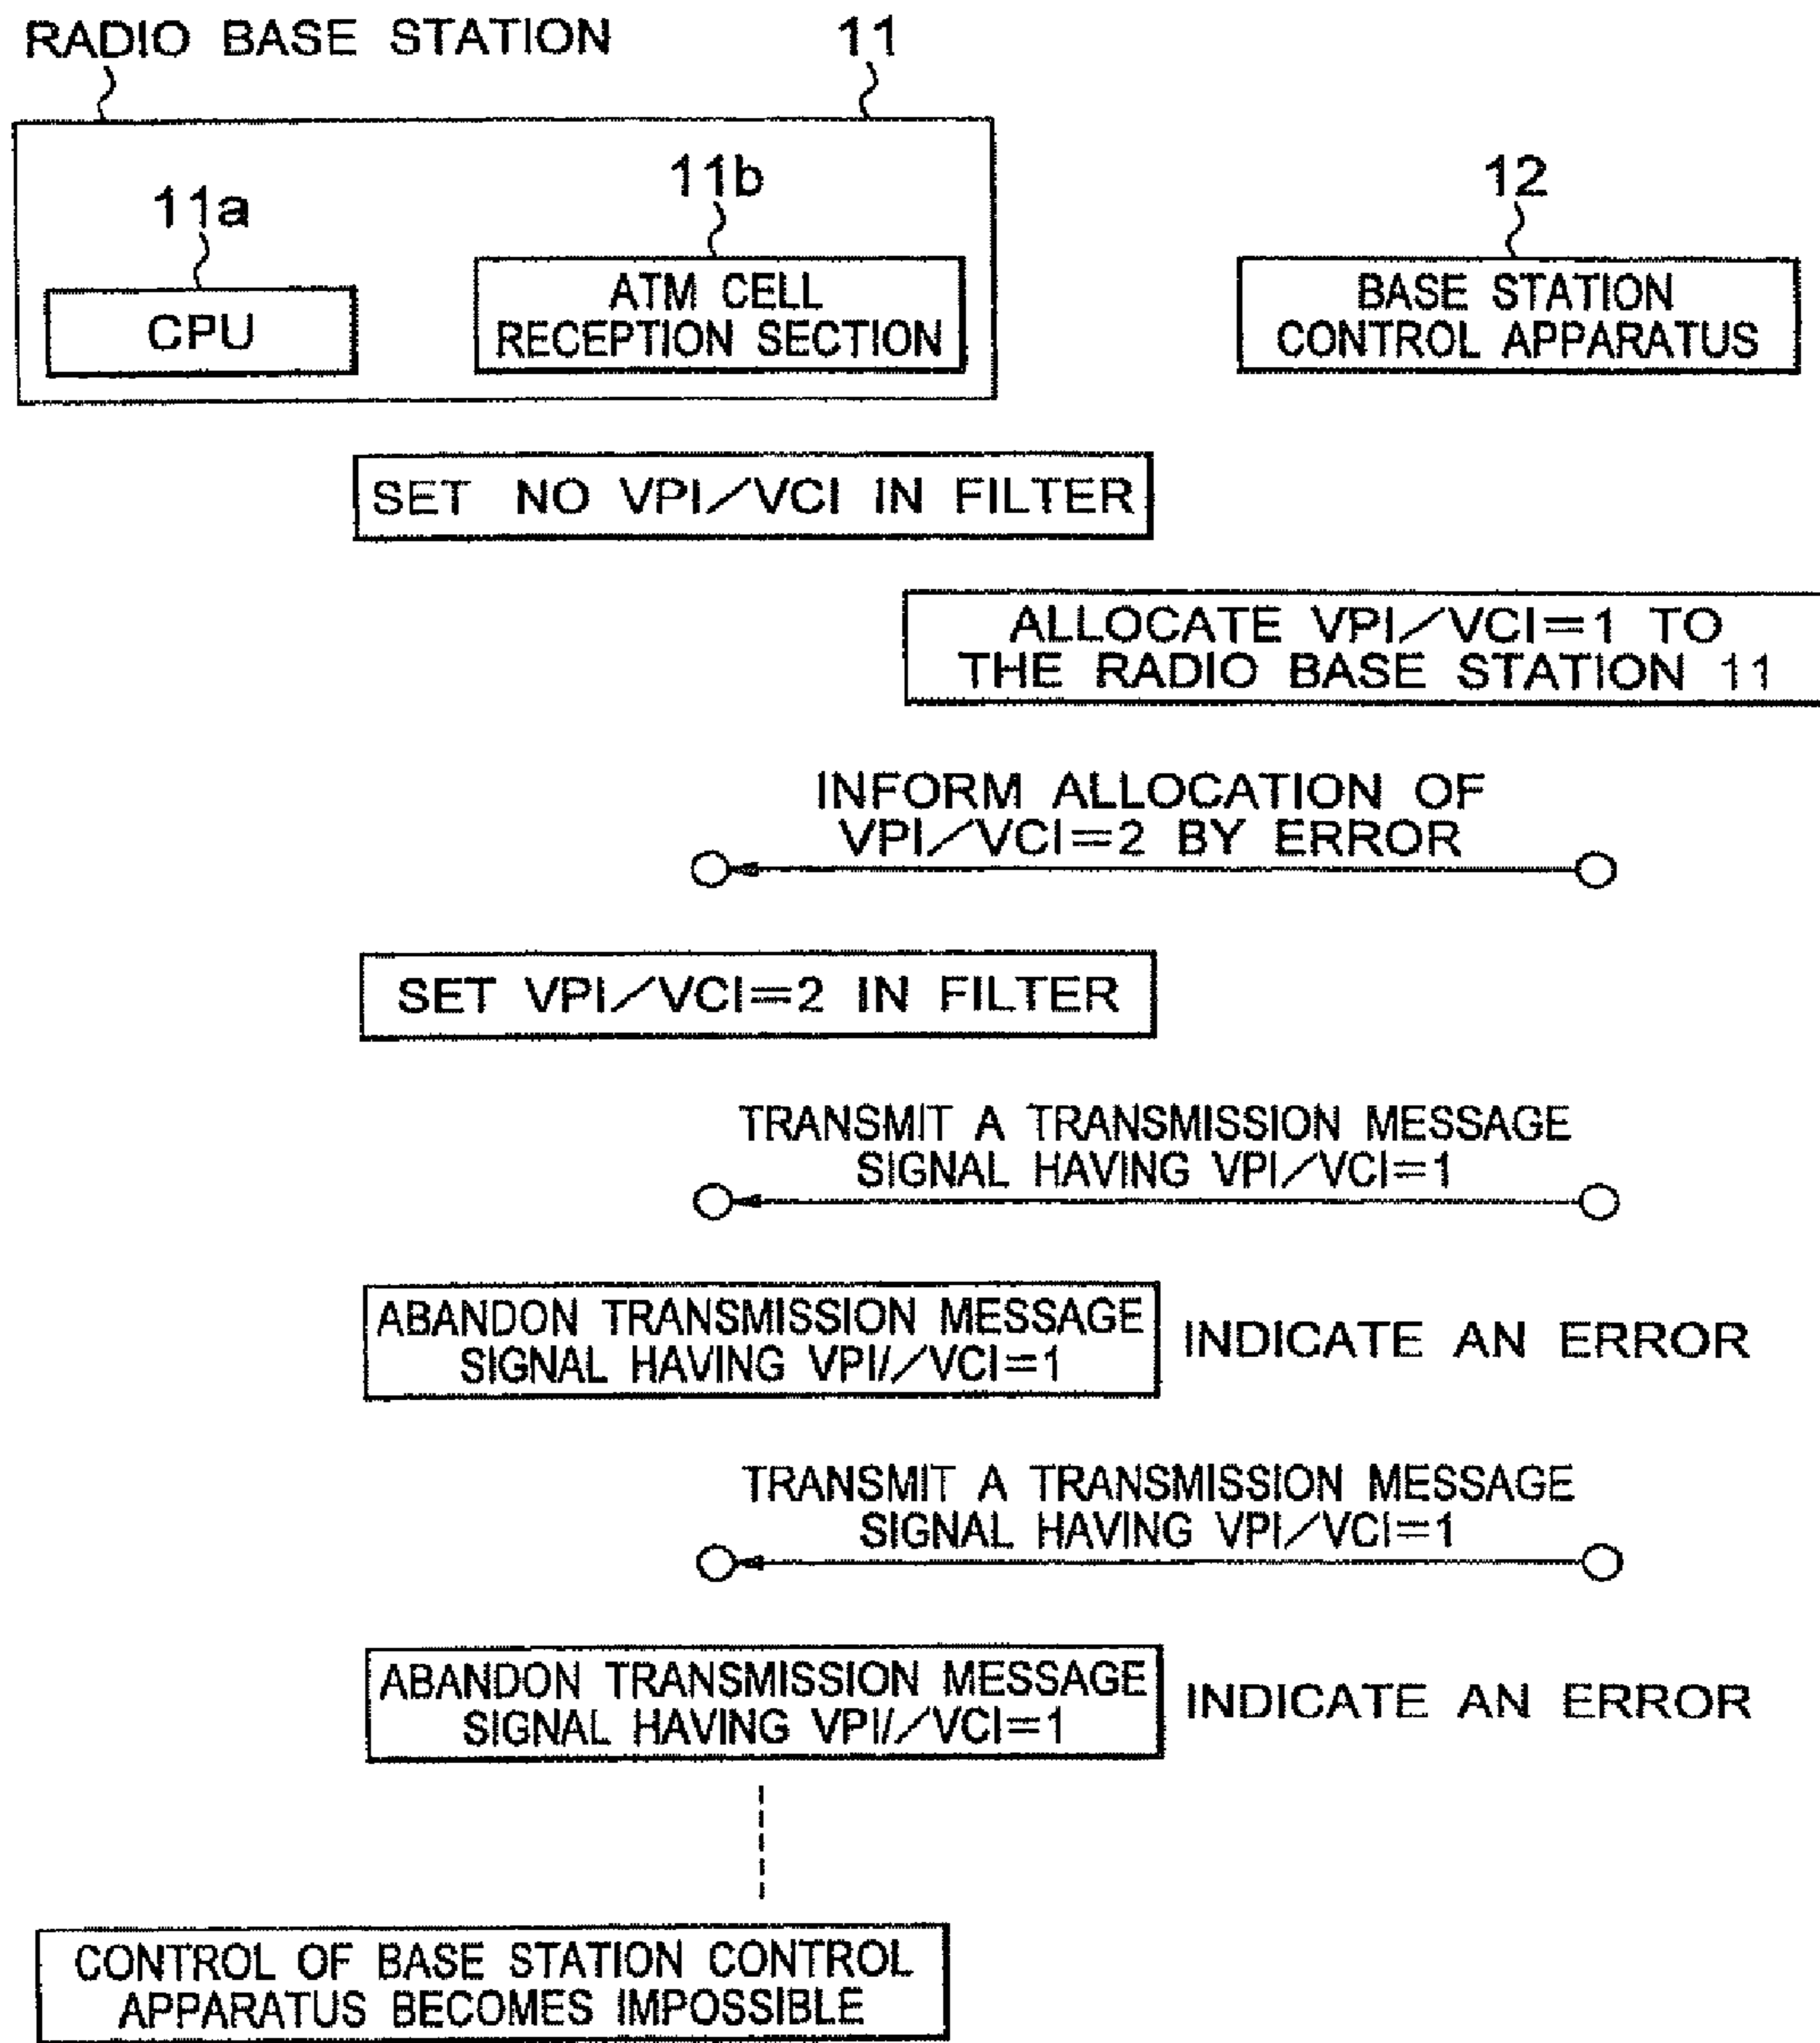 RADIO BASE STATION
11
11a
11b
12
CPU
ATM CELL
RECEPTION SECTION
BASE STATION
CONTROL APPARATUS
SET NO VPI/VCI IN FILTER
ALLOCATE VPI/VCI=1 TO
THE RADIO BASE STATION 11
INFORM ALLOCATION OF
VPI/VCI=2 BY ERROR
SET VPI/VCI=2 IN FILTER
TRANSMIT A TRANSMISSION MESSAGE
SIGNAL HAVING VPI/VCI=1
ABANDON TRANSMISSION MESSAGE
SIGNAL HAVING VPI//VCI=1
INDICATE AN ERROR
TRANSMIT A TRANSMISSION MESSAGE
SIGNAL HAVING VPI/VCI=1
ABANDON TRANSMISSION MESSAGE
SIGNAL HAVING VPI//VCI=1
INDICATE AN ERROR
CONTROL OF BASE STATION CONTROL
APPARATUS BECOMES IMPOSSIBLE